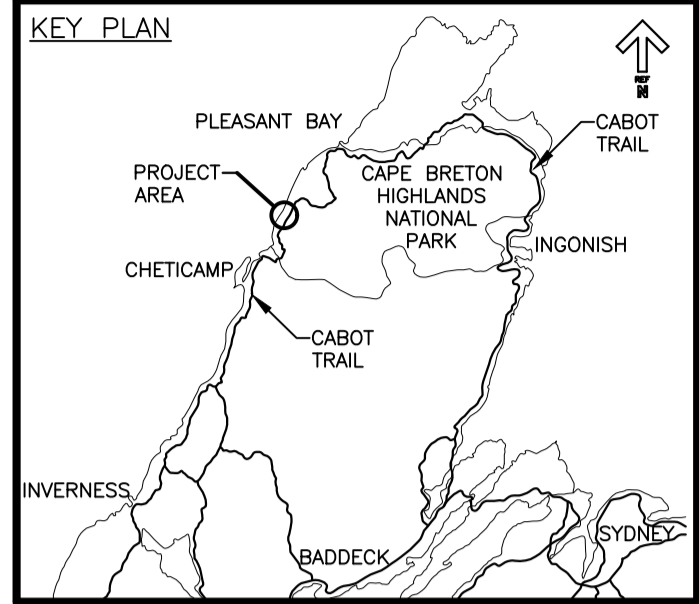 KEY PLAN
REF
N
PLEASANT BAY
CABOT
TRAIL
PROJECT
AREA
CAPE BRETON
HIGHLANDS
NATIONAL
PARK
INGONISH
CHETICAMP
CABOT
TRAIL
INVERNESS
SYDNEY
BADDECK